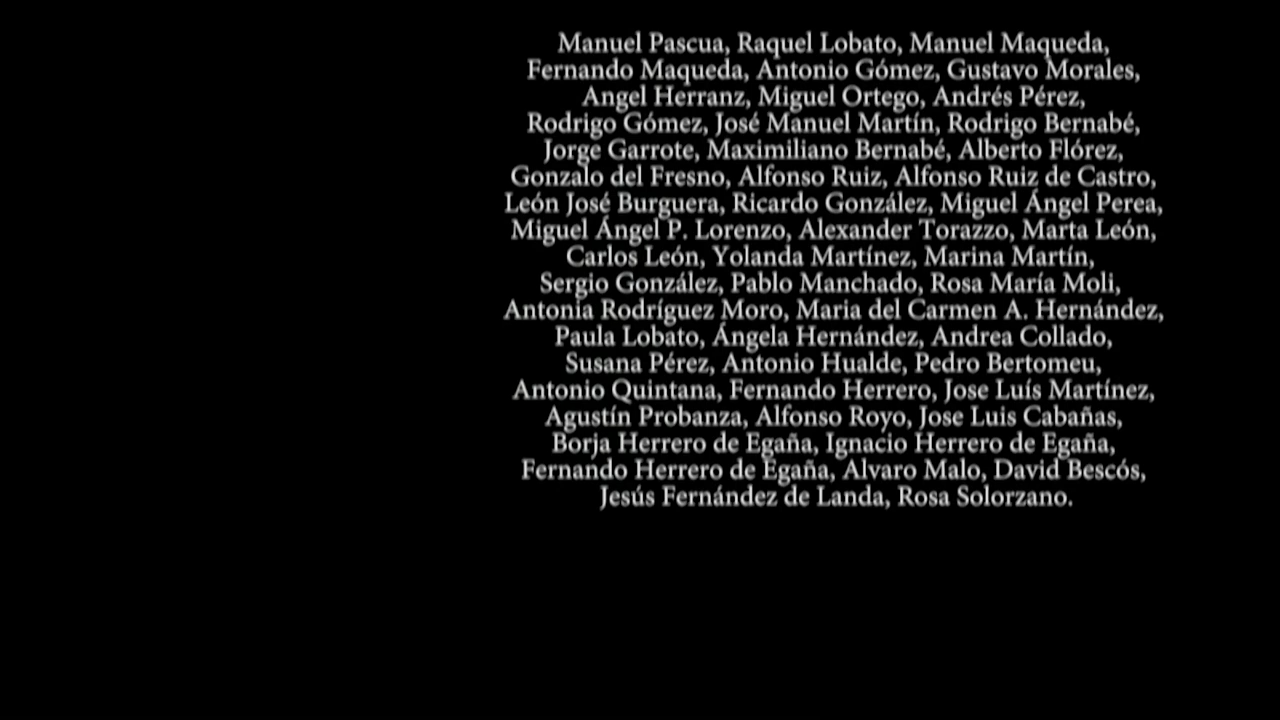 Manuel Pascua, Raquel Lobato, Manuel Maqueda,
Fernando Maqueda, Antonio Gómez, Gustavo Morales,
Angel Herranz, Miguel Ortego, Andrés Pérez,
Rodrigo Gómez, José Manuel Martín, Rodrigo Bernabé,
Jorge Garrote, Maximiliano Bernabé, Alberto Flórez,
Gonzalo del Fresno, Alfonso Ruiz, Alfonso Ruiz de Castro,
León José Burguera, Ricardo González, Miguel Ángel Perea,
Miguel Ángel P. Lorenzo, Alexander Torazzo, Marta León,
Carlos León, Yolanda Martínez, Marina Martín,
Sergio González, Pablo Manchado, Rosa María Moli,
Antonia Rodríguez Moro, Maria del Carmen A. Hernández,
Paula Lobato, Ángela Hernández, Andrea Collado,
Susana Pérez, Antonio Hualde, Pedro Bertomeu,
Antonio Quintana, Fernando Herrero, Jose Luís Martínez,
Agustín Probanza, Alfonso Royo, Jose Luis Cabañas,
Borja Herrero de Egaña, Ignacio Herrero de Egaña,
Fernando Herrero de Egaña, Alvaro Malo, David Bescós,
Jesús Fernández de Landa, Rosa Solorzano.